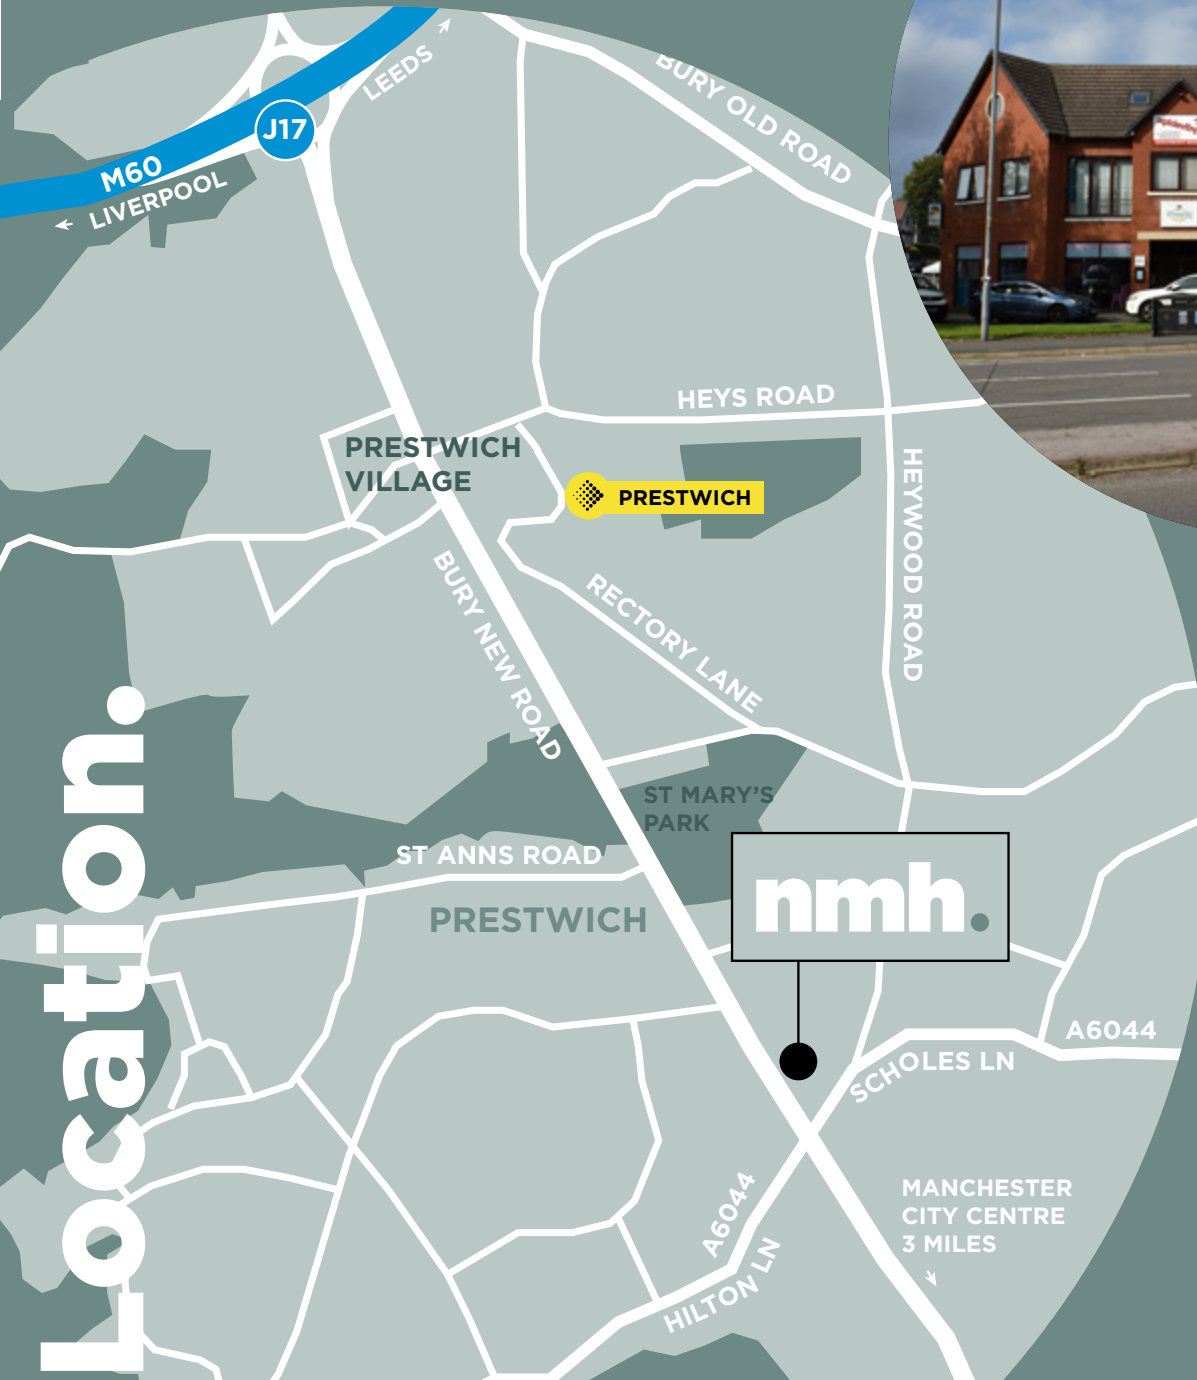 LEEDS
J17
M60
LIVERPOOL
BURY OLD ROAD
HEYS ROAD
PRESTWICH
VILLAGE
PRESTWICH
HEYWOOD ROAD
BURY NEW ROAD
RECTORY LANE
Location.
ST MARY'S
PARK
ST ANNS ROAD
PRESTWICH
nmh.
A6044
SCHOLES LN
A6044
HILTON LN
MANCHESTER
CITY CENTRE
3 MILES